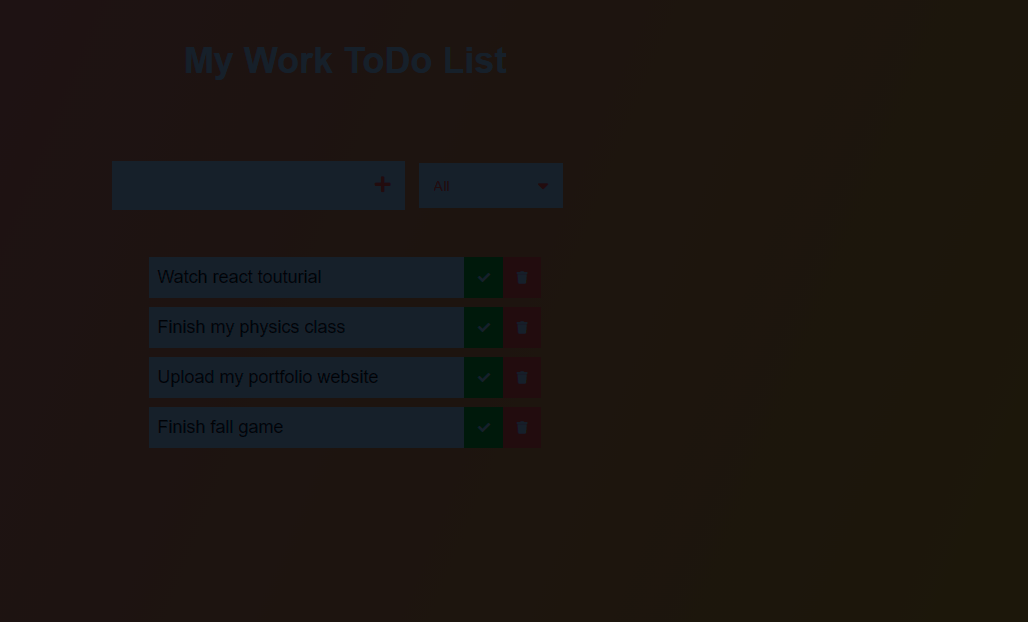 My Work ToDo List
All
Watch react touturial
Finish my physics class
Upload my portfolio website
Finish fall game